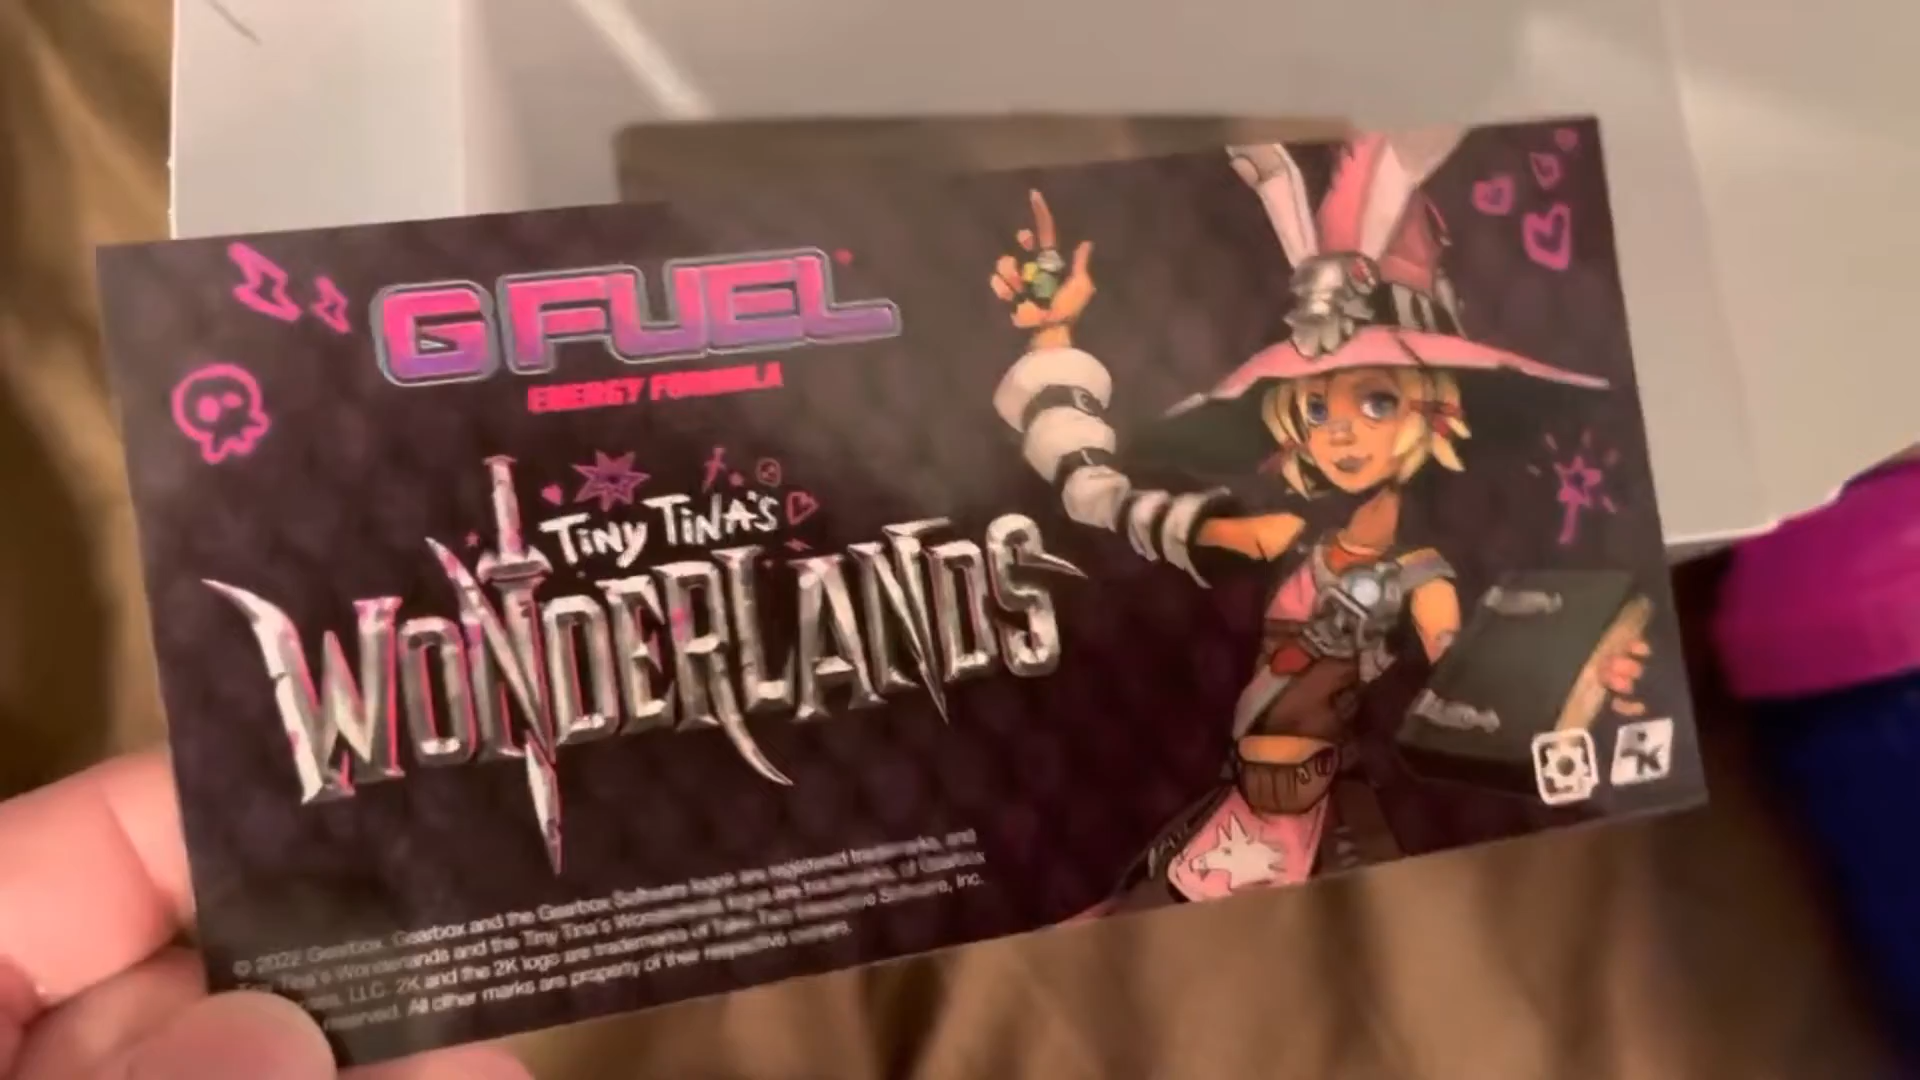 G FUEL
ENERGY FORMULA
TINY TINA'S
WONDERLANDS
2K
© 2022 Gearbox. Gearbox and the Gearbox Software logos are registered trademarks, and
Tiny Tina's Wonderlands and the Tiny Tina's Wonderlands logos are trademarks, of Gearbox
LLC. 2K and the 2K logo are trademarks of Take-Two Interactive Software, Inc.
reserved. All other marks are property of their respective owners.